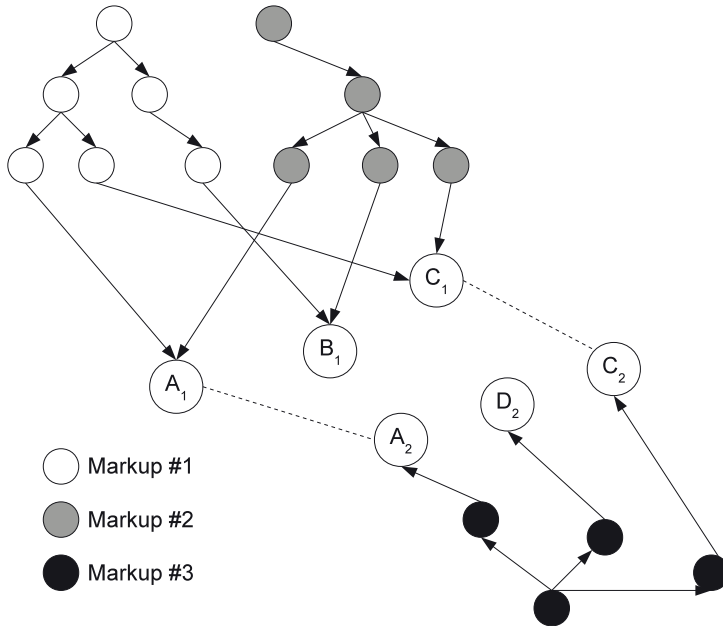 C₁
B₁
C₂
A₁
D₂
A₂
Markup #1
Markup #2
Markup #3